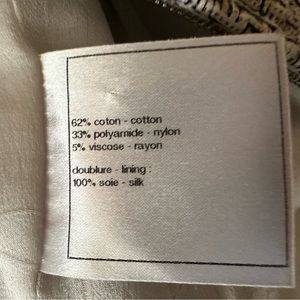 62% coton - cotton
33% polyamide - nylon
5% viscose - rayon
doublure - lining :
100% soie - silk